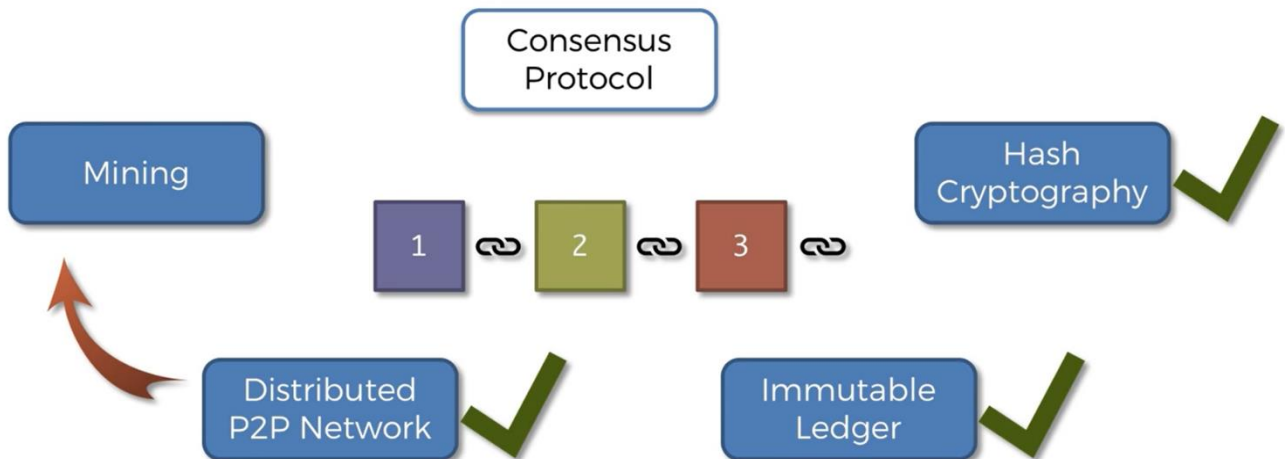 Consensus
Protocol
Mining
Hash
Cryptography
1
2
3
Distributed
P2P Network
Immutable
Ledger